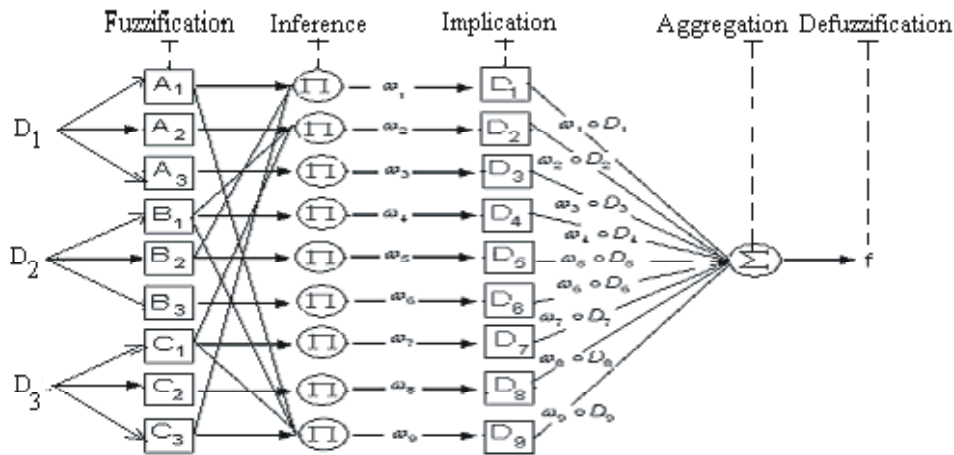 Fuzzification Inference Implication Aggregation Defuzzification
A1 Π ω1 D1
D1 A2 Π ω2 D2 ω1 ∘ D1
A3 Π ω3 D3 ω2 ∘ D2
B1 Π ω4 D4 ω3 ∘ D3
ω4 ∘ D4
D2 B2 Π ω5 D5 ω5 ∘ D5 Σ f
B3 Π ω6 D6 ω6 ∘ D6
C1 Π ω7 D7 ω7 ∘ D7
D3 C2 Π ω8 D8 ω8 ∘ D8
C3 Π ω9 D9 ω9 ∘ D9